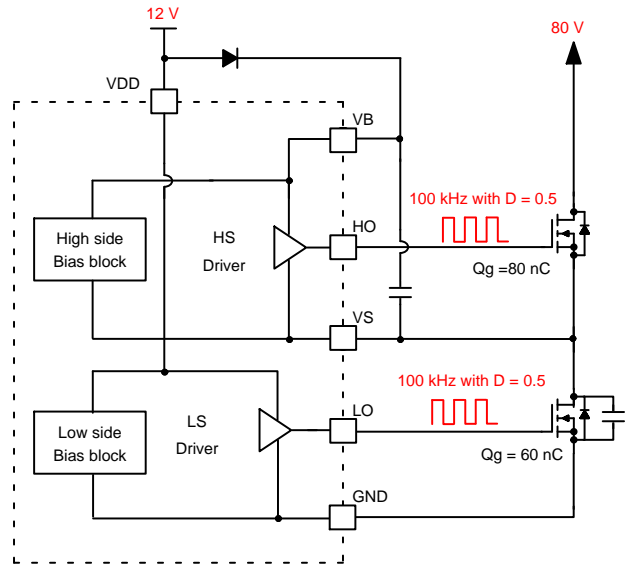 12 V
80 V
VDD
VB
100 kHz with D = 0.5
HO
High side
Bias block
HS
Driver
Qg =80 nC
VS
100 kHz with D = 0.5
LO
Low side
Bias block
LS
Driver
Qg = 60 nC
GND